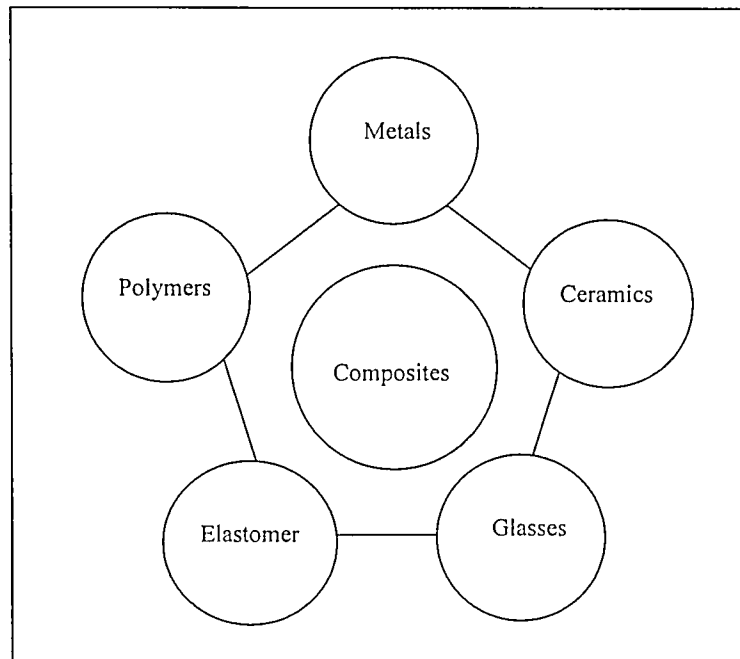 Metals
Polymers
Ceramics
Composites
Elastomer
Glasses